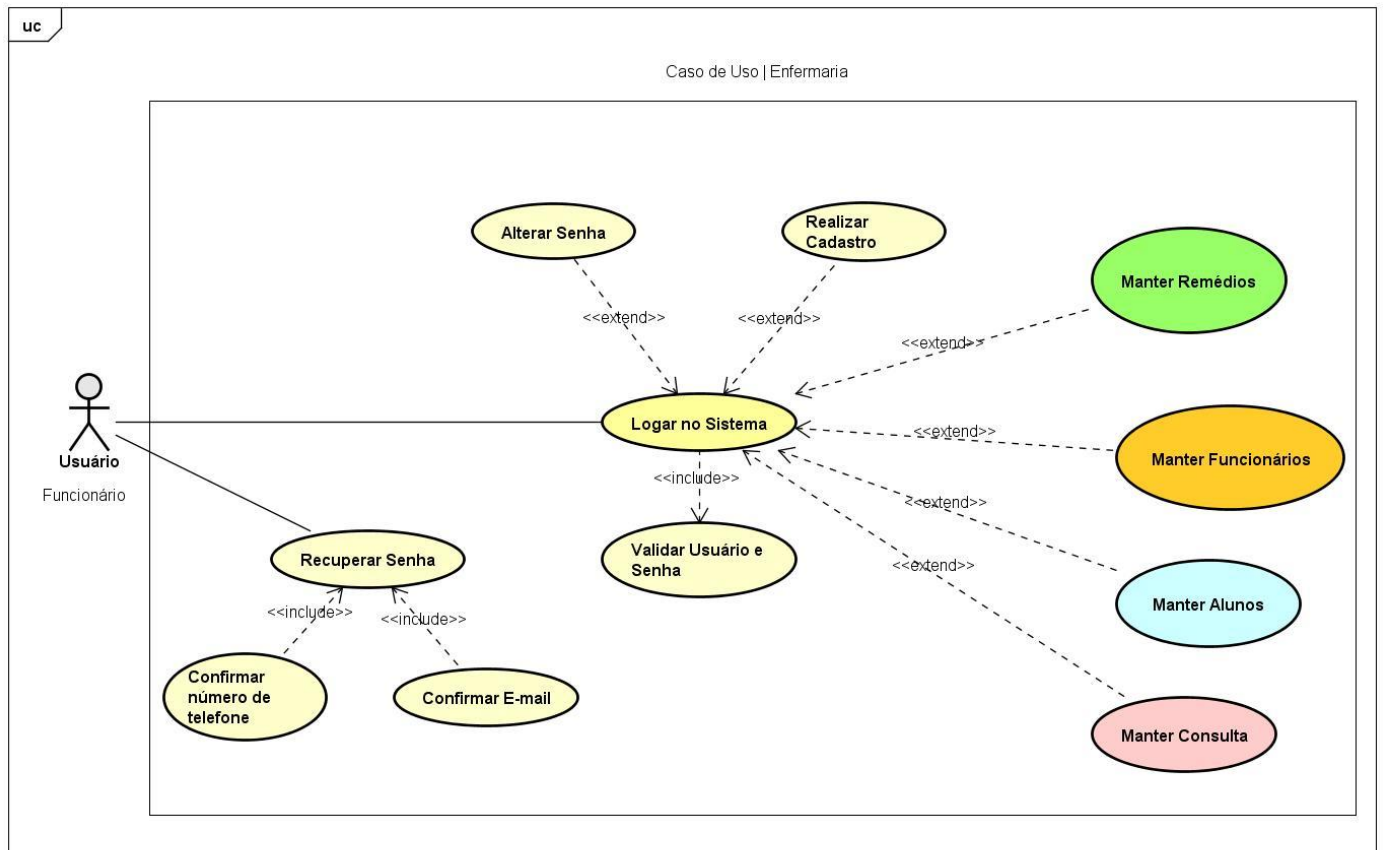 uc
Caso de Uso | Enfermaria
Alterar Senha
Realizar
Cadastro
Manter Remédios
<<extend>>
<<extend>>
<<extend>>
Logar no Sistema
<<extend>>
Manter Funcionários
Usuário
Funcionário
<<include>>
<<extend>>
Recuperar Senha
Validar Usuário e
Senha
<<extend>>
Manter Alunos
<<include>>
<<include>>
Confirmar
número de
telefone
Confirmar E-mail
Manter Consulta